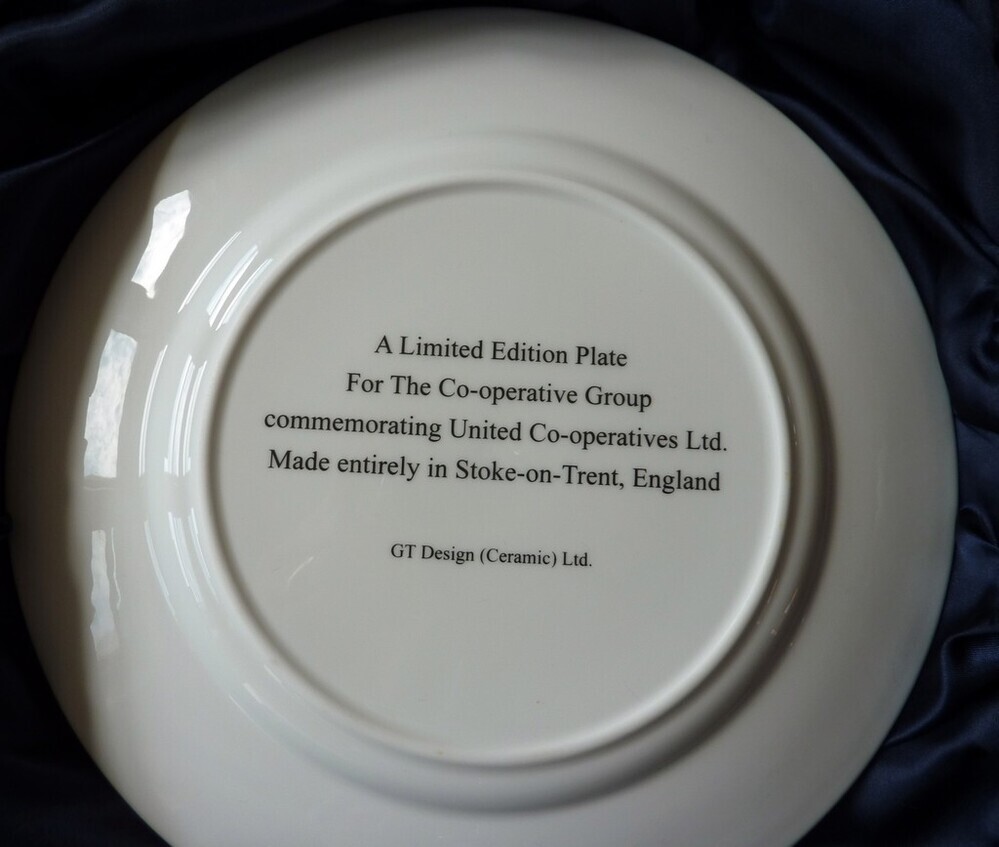 A Limited Edition Plate
For The Co-operative Group
commemorating United Co-operatives Ltd.
Made entirely in Stoke-on-Trent, England
GT Design (Ceramic) Ltd.